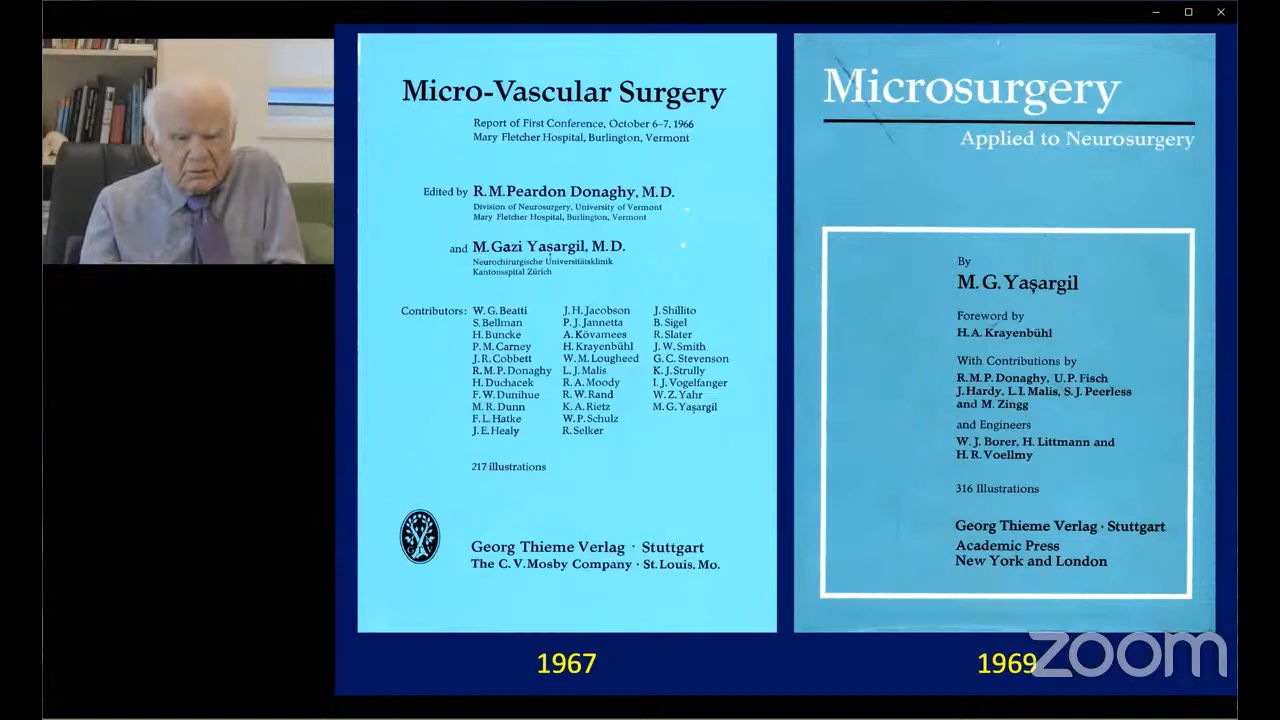 Micro-Vascular Surgery
Report of First Conference, October 6–7, 1966
Mary Fletcher Hospital, Burlington, Vermont
Edited by R. M. Peardon Donaghy, M. D.
Division of Neurosurgery, University of Vermont
Mary Fletcher Hospital, Burlington, Vermont
and M. Gazi Yaşargil, M. D.
Neurochirurgische Universitätsklinik
Kantonsspital Zürich
Contributors: W. G. Beatti J. H. Jacobson J. Shillito
S. Bellman P. J. Jannetta B. Sigel
H. Buncke A. Kövamees R. Slater
P. M. Carney H. Krayenbühl J. W. Smith
J. R. Cobbett W. M. Lougheed G. C. Stevenson
R. M. P. Donaghy L. J. Malis K. J. Strully
H. Duchacek R. A. Moody I. J. Vogelfanger
F. W. Dunihue R. W. Rand W. Z. Yahr
M. R. Dunn K. A. Rietz M. G. Yaşargil
F. L. Hatke W. P. Schulz
J. E. Healy R. Selker
217 illustrations
Georg Thieme Verlag · Stuttgart
The C. V. Mosby Company · St. Louis, Mo.
1967
Microsurgery
Applied to Neurosurgery
By
M. G. Yaşargil
Foreword by
H. A. Krayenbühl
With Contributions by
R. M. P. Donaghy, U. P. Fisch
J. Hardy, L. I. Malis, S. J. Peerless
and M. Zingg
and Engineers
W. J. Borer, H. Littmann and
H. R. Voellmy
316 Illustrations
Georg Thieme Verlag · Stuttgart
Academic Press
New York and London
1969
zoom